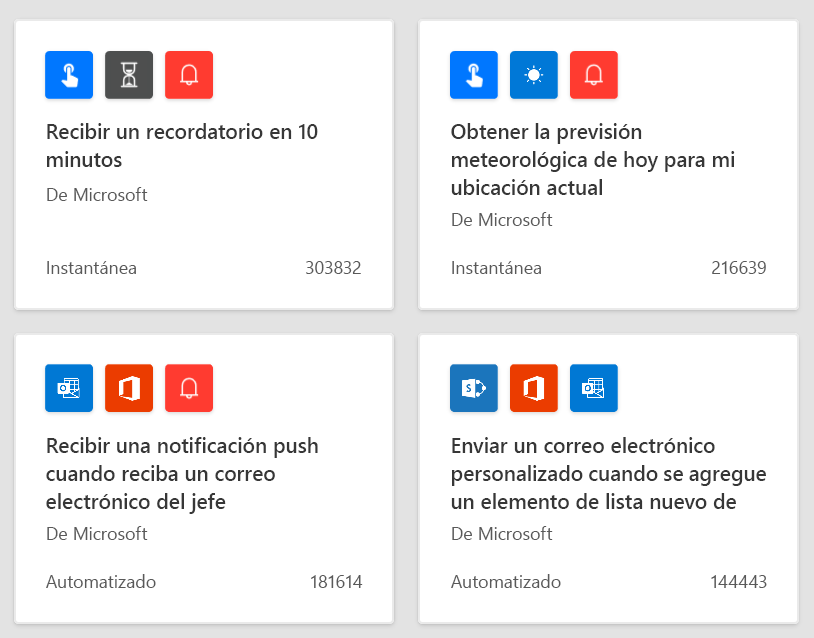 Recibir un recordatorio en 10
minutos
De Microsoft
Instantánea 303832
Obtener la previsión
meteorológica de hoy para mi
ubicación actual
De Microsoft
Instantánea 216639
Recibir una notificación push
cuando reciba un correo
electrónico del jefe
De Microsoft
Automatizado 181614
Enviar un correo electrónico
personalizado cuando se agregue
un elemento de lista nuevo de
De Microsoft
Automatizado 144443